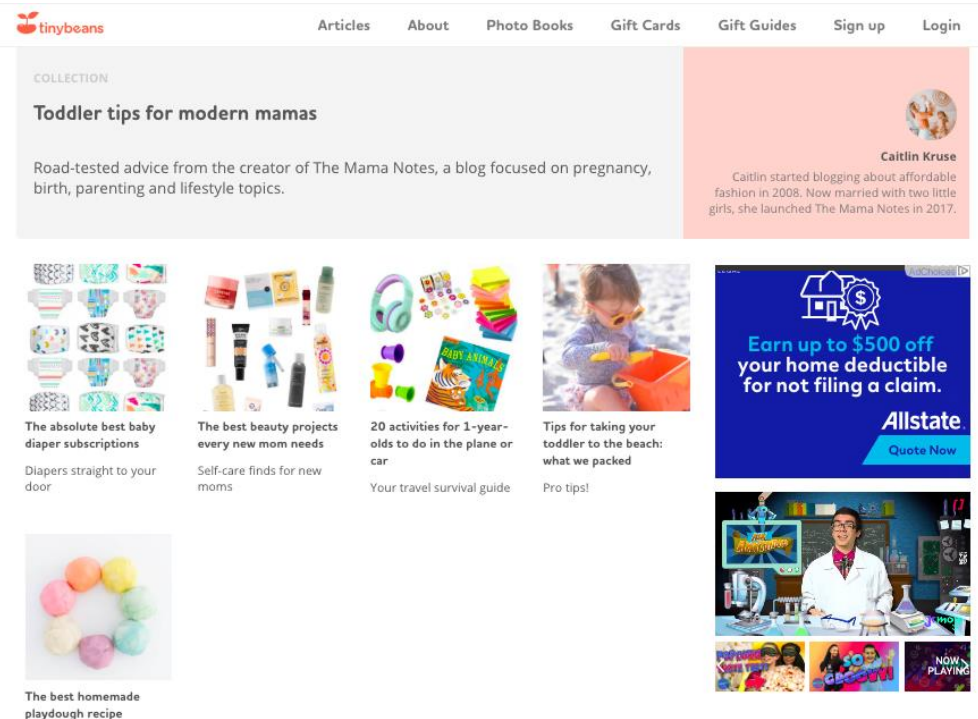 tinybeans
Articles
About
Photo Books
Gift Cards
Gift Guides
Sign up
Login
COLLECTION
Toddler tips for modern mamas
Road-tested advice from the creator of The Mama Notes, a blog focused on pregnancy,
birth, parenting and lifestyle topics.
Caitlin Kruse
Caitlin started blogging about affordable
fashion in 2008. Now married with two little
girls, she launched The Mama Notes in 2017.
The absolute best baby
diaper subscriptions
Diapers straight to your
door
The best beauty projects
every new mom needs
Self-care finds for new
moms
BABY ANIMALS
20 activities for 1-year-
olds to do in the plane or
car
Your travel survival guide
Tips for taking your
toddler to the beach:
what we packed
Pro tips!
The best homemade
playdough recipe
AdChoices
$
Earn up to $500 off
your home deductible
for not filing a claim.
Allstate
Quote Now
SO
GROOVY!
NOW
PLAYING